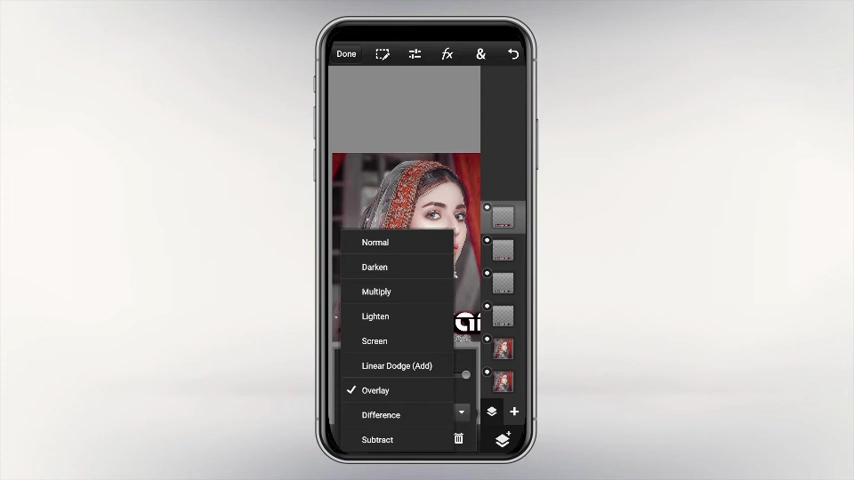 Done
fx
&
Normal
Darken
Multiply
Lighten
Screen
Linear Dodge (Add)
Overlay
Difference
Subtract